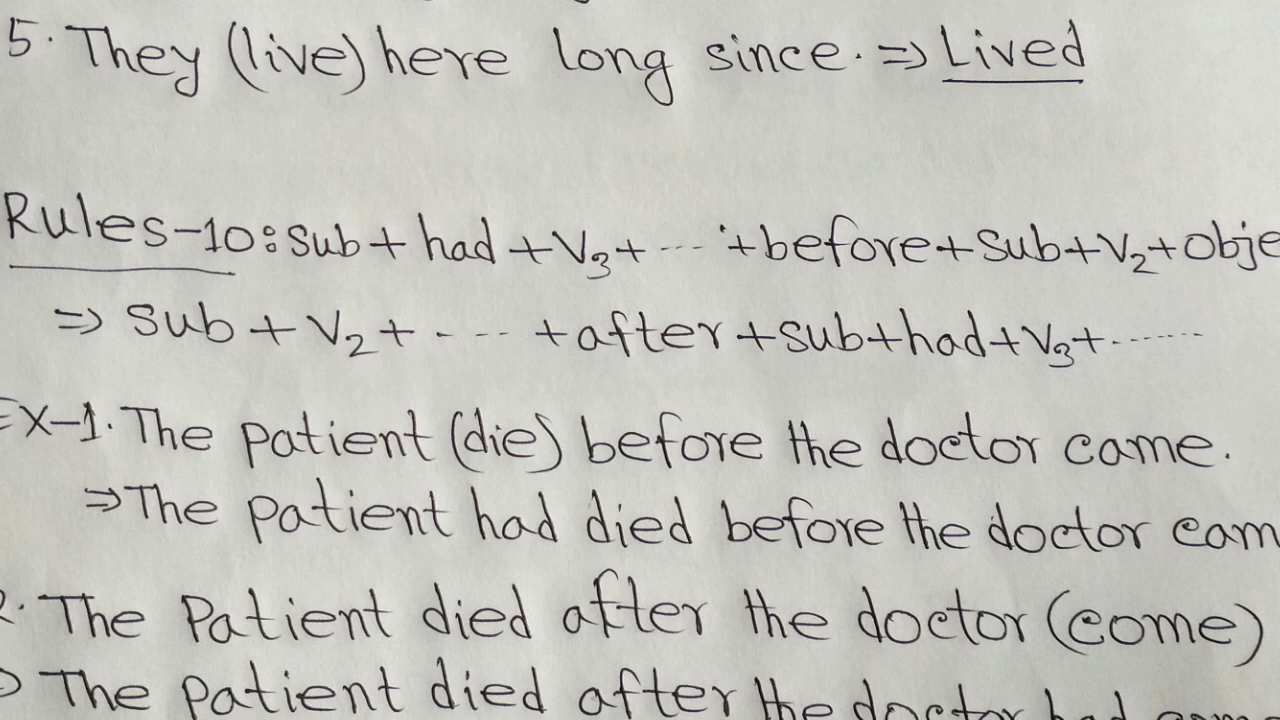 5. They (live) here long since. => Lived
Rules-10: Sub + had + V3 + ---- + before + Sub + V2 + Obje
=> Sub + V2 + ---- + after + sub + had + V3 + ------
Ex-1. The patient (die) before the doctor came.
=> The patient had died before the doctor cam
2. The Patient died after the doctor (come)
The patient died after the doctor had come